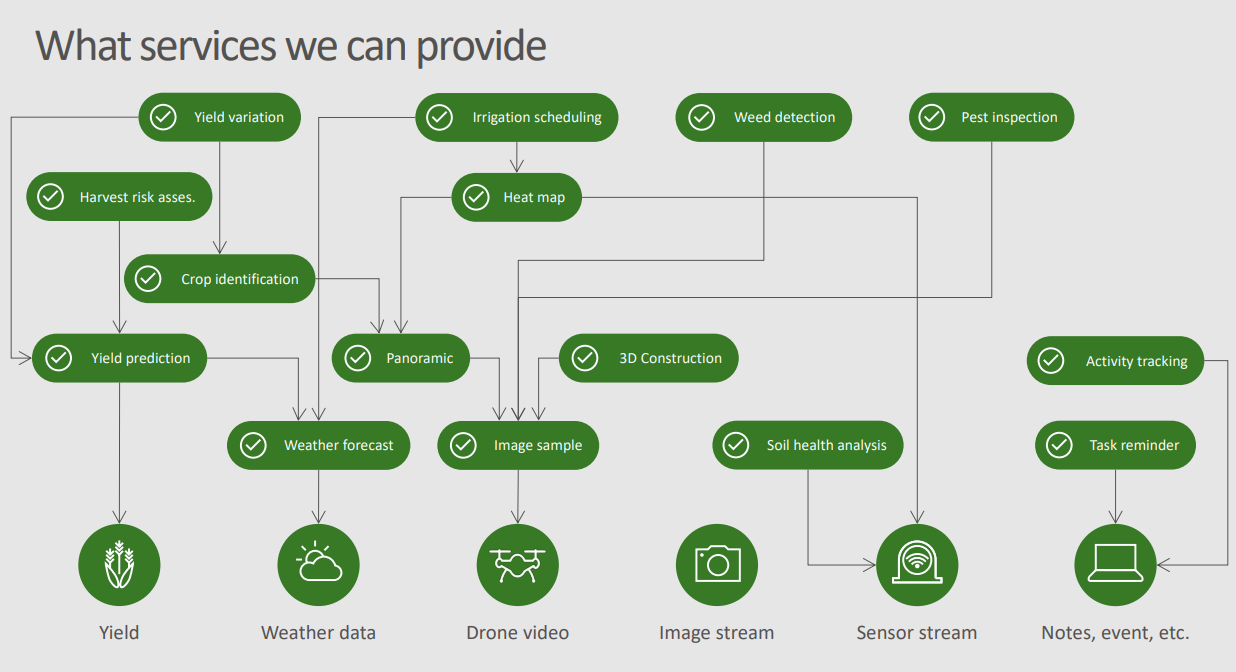 What services we can provide
Yield variation
Irrigation scheduling
Weed detection
Pest inspection
Harvest risk asses.
Heat map
Crop identification
Yield prediction
Panoramic
3D Construction
Activity tracking
Weather forecast
Image sample
Soil health analysis
Task reminder
Yield
Weather data
Drone video
Image stream
Sensor stream
Notes, event, etc.